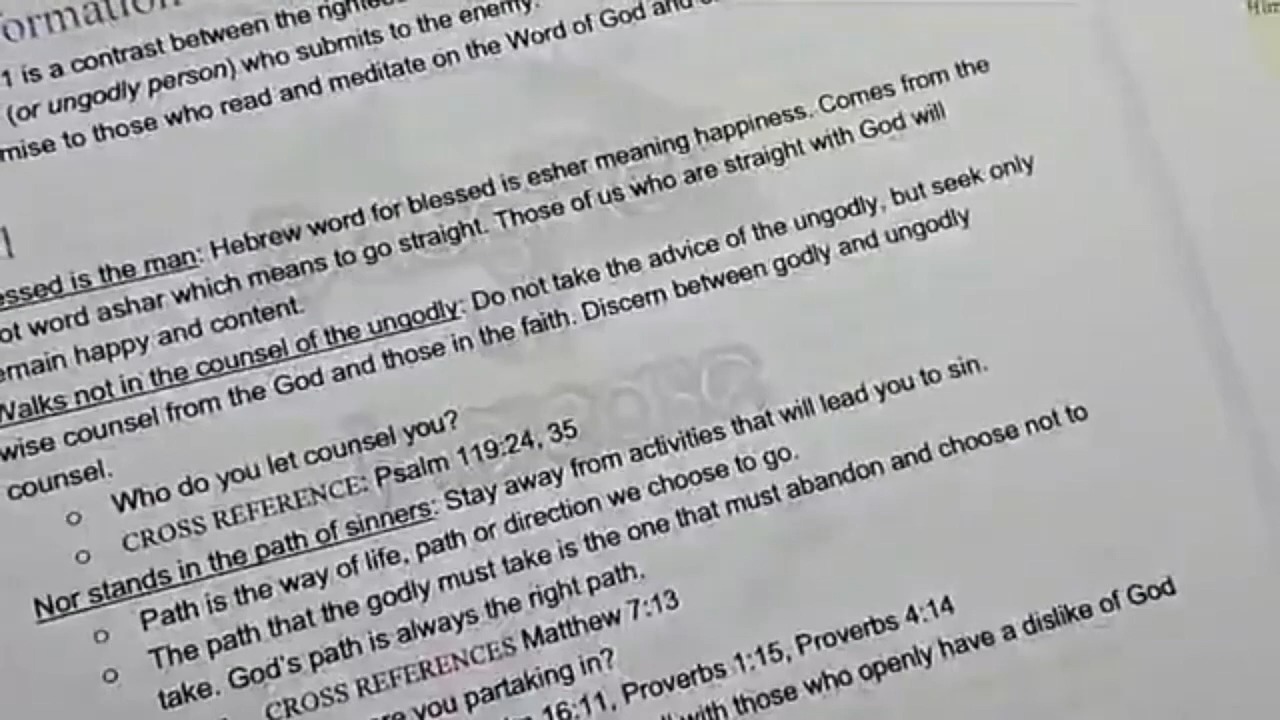 ormation
1 is a contrast between the
(or ungodly person) who submits to the enemy.
mise to those who read and meditate on the Word of God and
essed is the man: Hebrew word for blessed is esher meaning happiness. Comes from the
ot word ashar which means to go straight. Those of us who are straight with God will
emain happy and content.
Walks not in the counsel of the ungodly: Do not take the advice of the ungodly, but seek only
wise counsel from the God and those in the faith. Discern between godly and ungodly
counsel.
o Who do you let counsel you?
o CROSS REFERENCE: Psalm 119:24, 35
Nor stands in the path of sinners: Stay away from activities that will lead you to sin.
o Path is the way of life, path or direction we choose to go.
o The path that the godly must take is the one that must abandon and choose not to
take. God's path is always the right path.
CROSS REFERENCES Matthew 7:13
re you partaking in?
16:11, Proverbs 1:15, Proverbs 4:14
with those who openly have a dislike of God